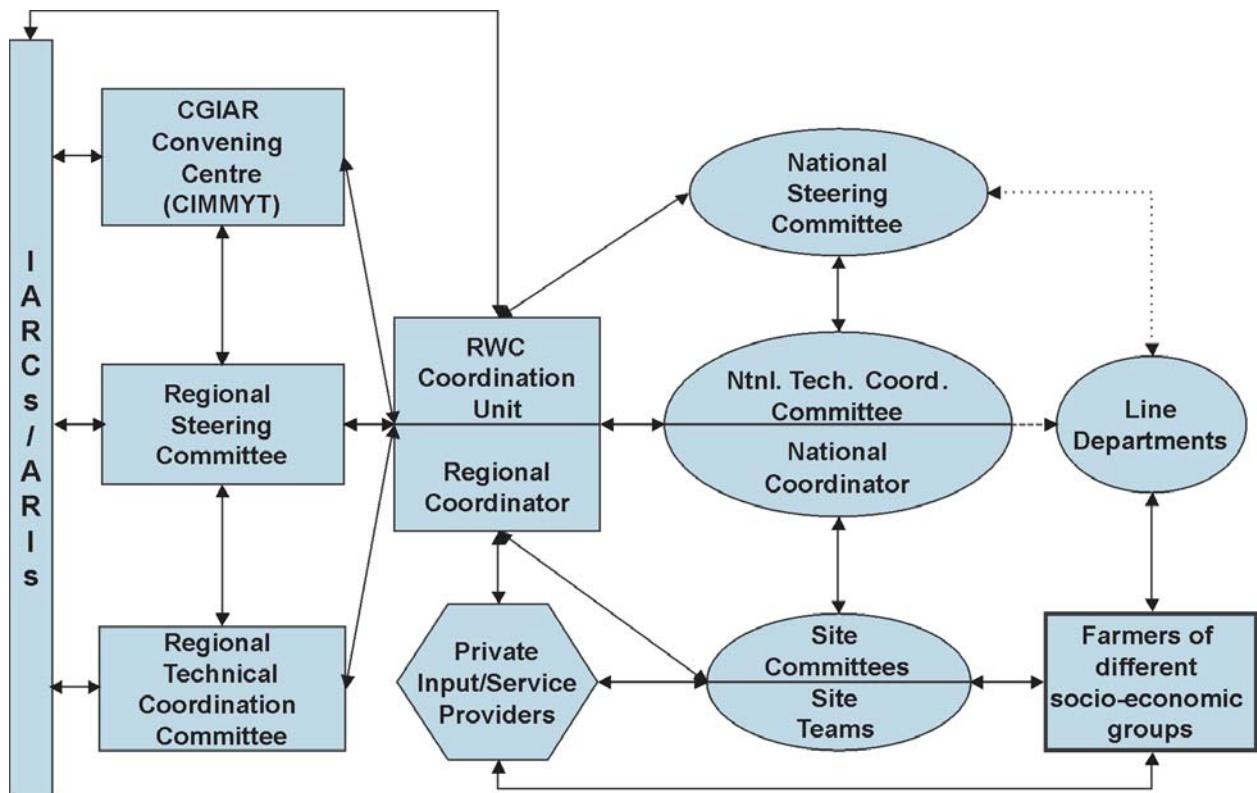 I
A
R
C
s
/
A
R
I
s
CGIAR
Convening
Centre
(CIMMYT)
Regional
Steering
Committee
Regional
Technical
Coordination
Committee
RWC
Coordination
Unit
Regional
Coordinator
Private
Input/Service
Providers
National
Steering
Committee
Ntnl. Tech. Coord.
Committee
National
Coordinator
Site
Committees
Site
Teams
Line
Departments
Farmers of
different
socio-economic
groups